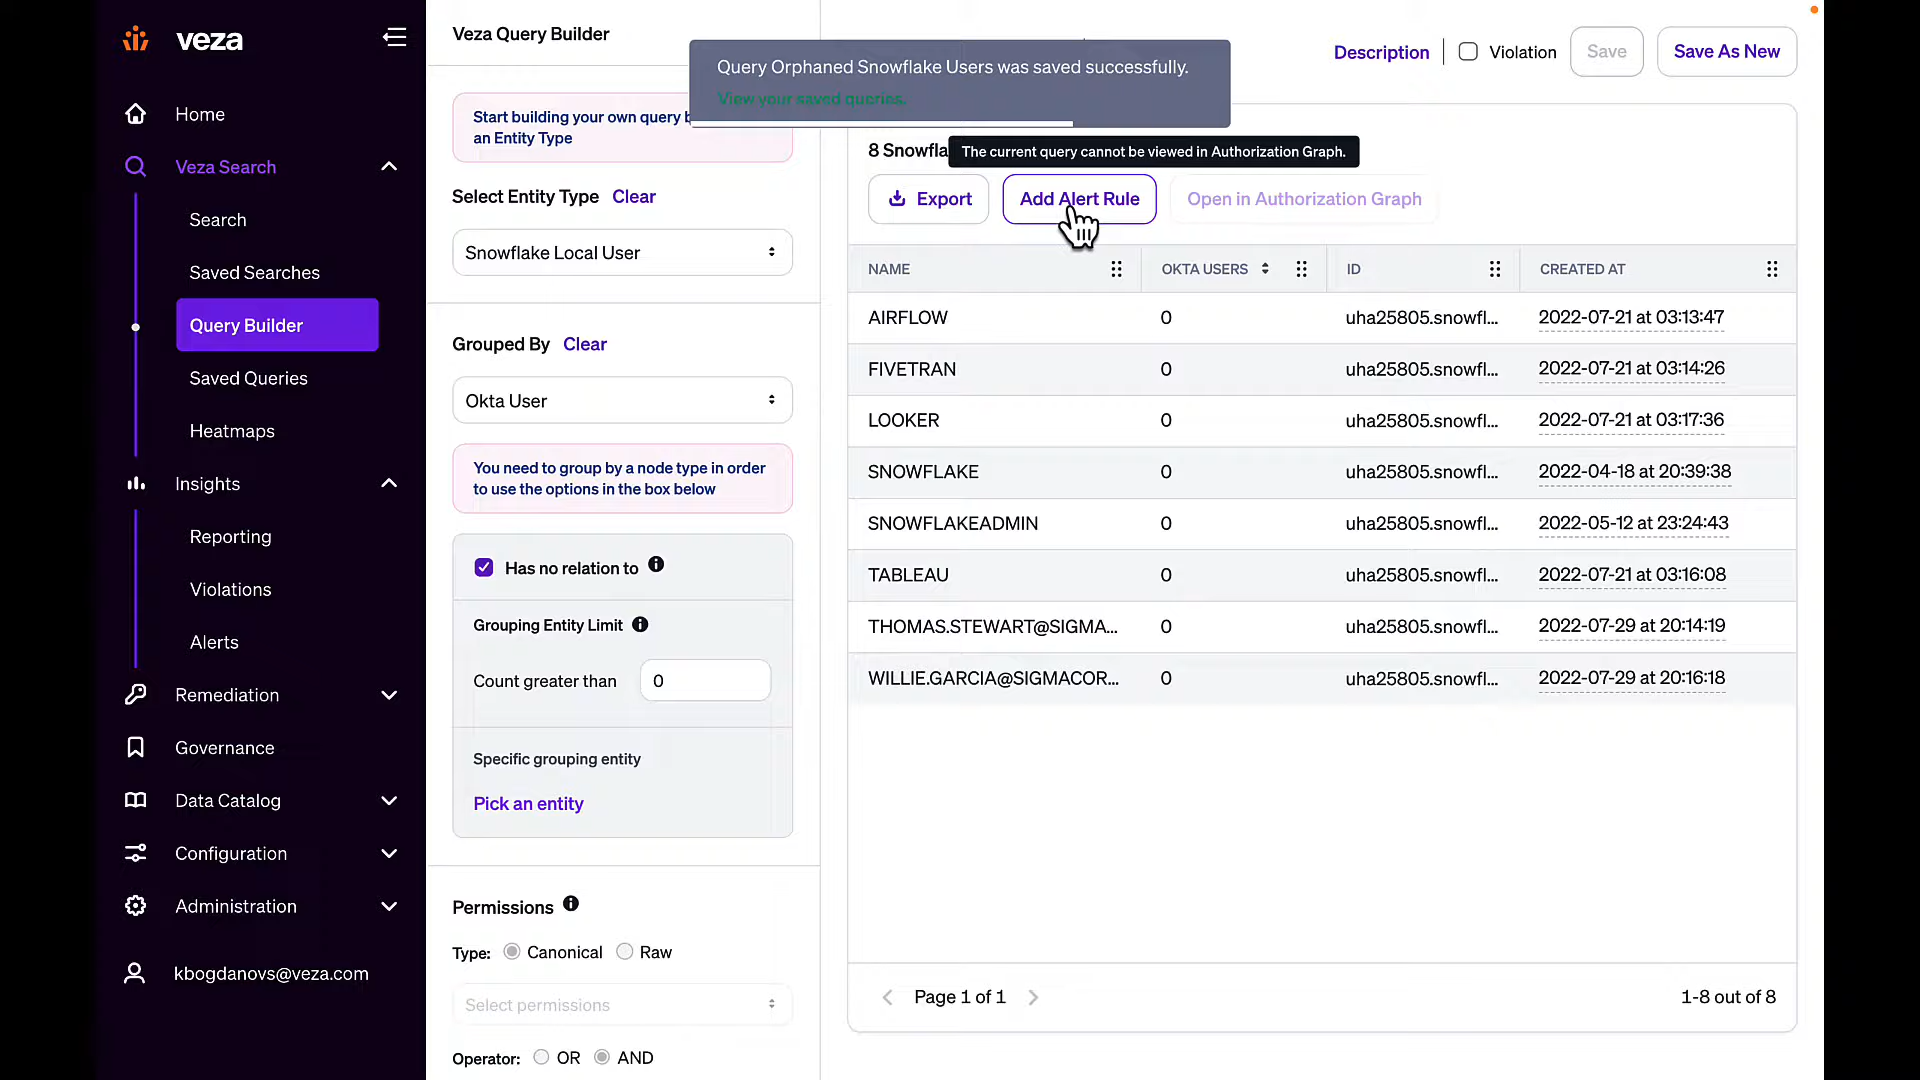 veza
Home
Veza Search
Search
Saved Searches
Query Builder
Saved Queries
Heatmaps
Insights
Reporting
Violations
Alerts
Remediation
Governance
Data Catalog
Configuration
Administration
kbogdanovs@veza.com
Veza Query Builder
Start building your own query b
an Entity Type
Select Entity Type Clear
Snowflake Local User
Grouped By Clear
Okta User
You need to group by a node type in order
to use the options in the box below
Has no relation to
Grouping Entity Limit
Count greater than 0
Specific grouping entity
Pick an entity
Permissions
Type: Canonical Raw
Select permissions
Operator: OR AND
Query Orphaned Snowflake Users was saved successfully.
View your saved queries.
Description Violation Save Save As New
8 Snowfla
The current query cannot be viewed in Authorization Graph.
Export Add Alert Rule Open in Authorization Graph
NAME OKTA USERS ID CREATED AT
AIRFLOW 0 uha25805.snowfl... 2022-07-21 at 03:13:47
FIVETRAN 0 uha25805.snowfl... 2022-07-21 at 03:14:26
LOOKER 0 uha25805.snowfl... 2022-07-21 at 03:17:36
SNOWFLAKE 0 uha25805.snowfl... 2022-04-18 at 20:39:38
SNOWFLAKEADMIN 0 uha25805.snowfl... 2022-05-12 at 23:24:43
TABLEAU 0 uha25805.snowfl... 2022-07-21 at 03:16:08
THOMAS.STEWART@SIGMA... 0 uha25805.snowfl... 2022-07-29 at 20:14:19
WILLIE.GARCIA@SIGMACOR... 0 uha25805.snowfl... 2022-07-29 at 20:16:18
Page 1 of 1
1-8 out of 8